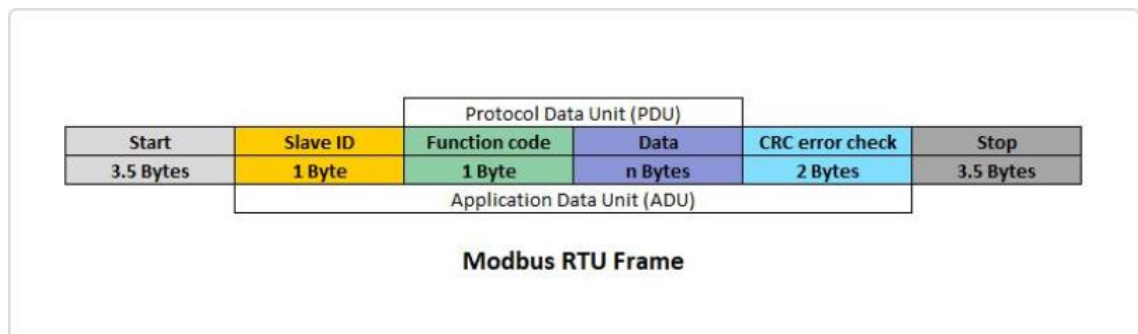 Protocol Data Unit (PDU)
Start Slave ID Function code Data CRC error check Stop
3.5 Bytes 1 Byte 1 Byte n Bytes 2 Bytes 3.5 Bytes
Application Data Unit (ADU)
Modbus RTU Frame